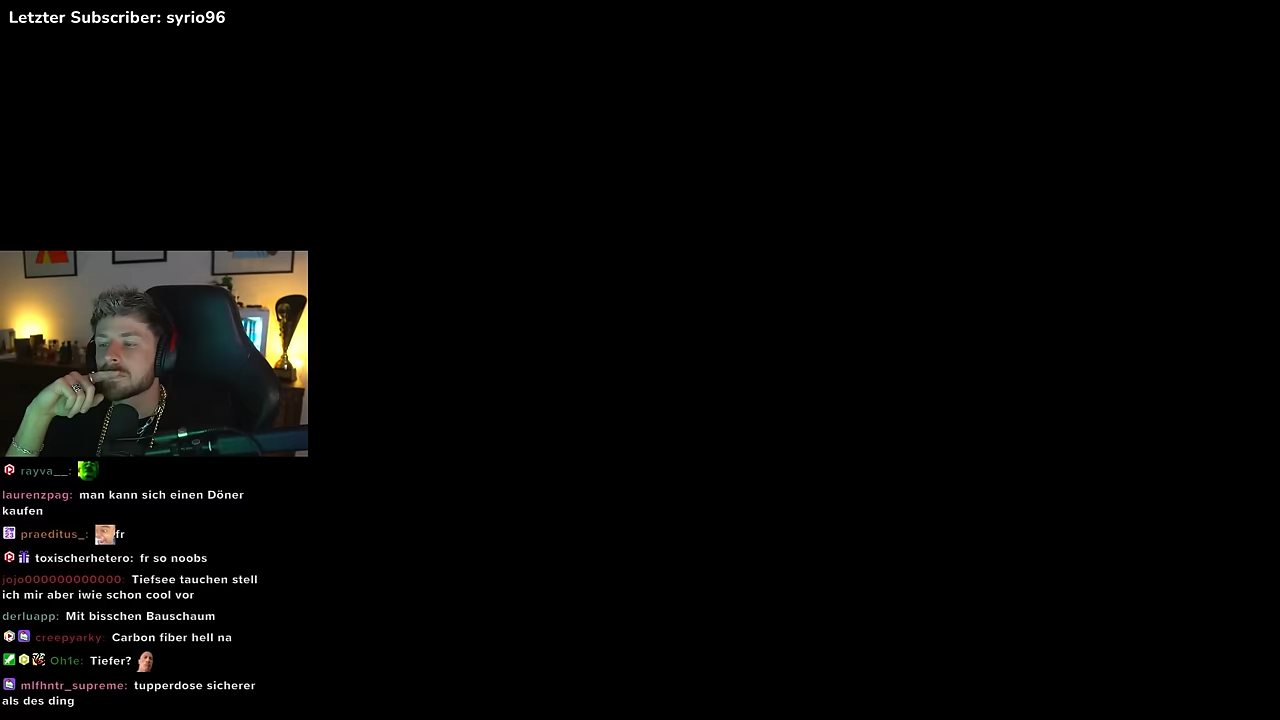 Letzter Subscriber: syrio96
rayva__:
laurenzpag: man kann sich einen Döner
kaufen
praeditus_: fr
toxischerhetero: fr so noobs
jojo000000000000: Tiefsee tauchen stell
ich mir aber iwie schon cool vor
derluapp: Mit bisschen Bauschaum
creepyarky: Carbon fiber hell na
Oh1e: Tiefer?
mlfhntr_supreme: tupperdose sicherer
als des ding